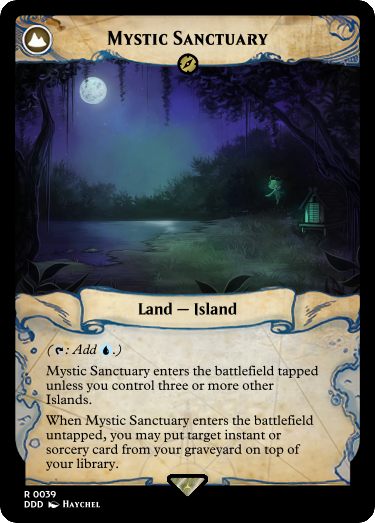 Mystic Sanctuary
Land — Island
(: Add .)
Mystic Sanctuary enters the battlefield tapped
unless you control three or more other
Islands.
When Mystic Sanctuary enters the battlefield
untapped, you may put target instant or
sorcery card from your graveyard on top of
your library.
R 0039
DDD Haychel